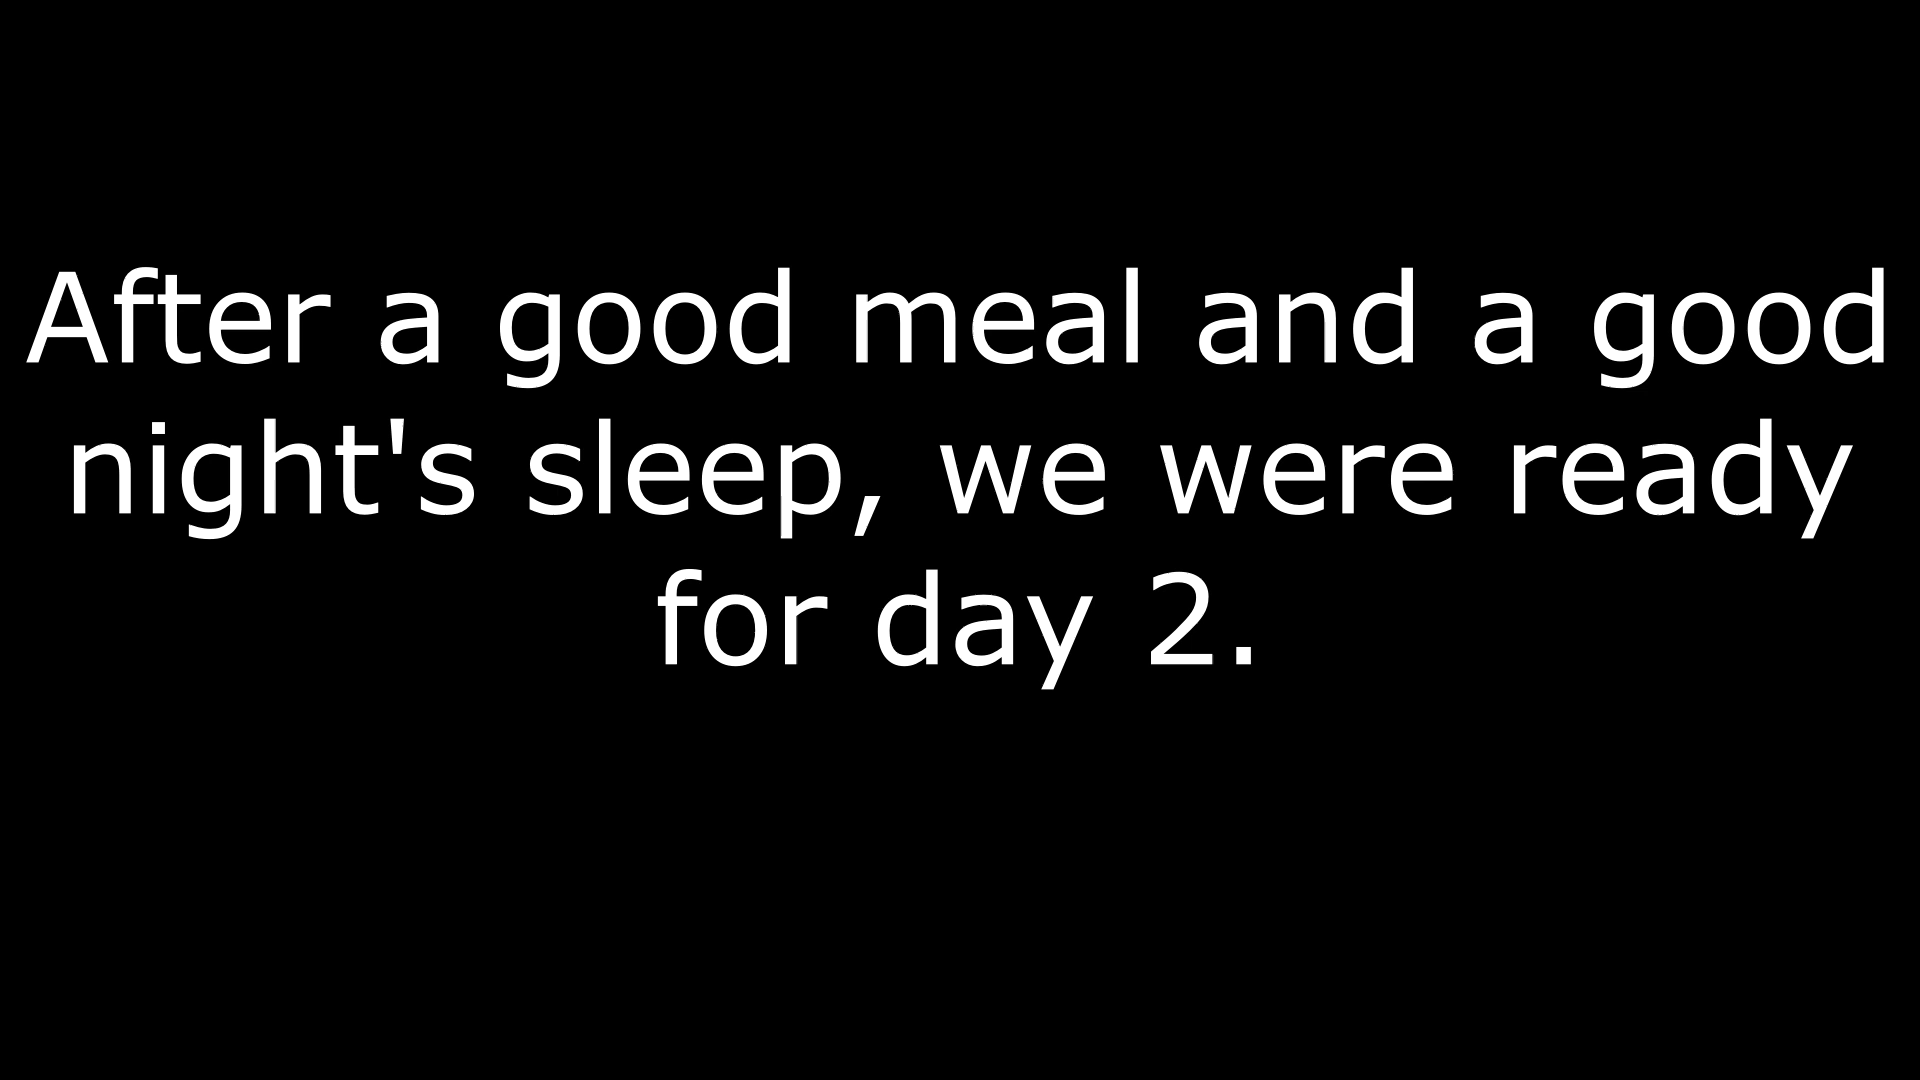 After a good meal and a good
night's sleep, we were ready
for day 2.